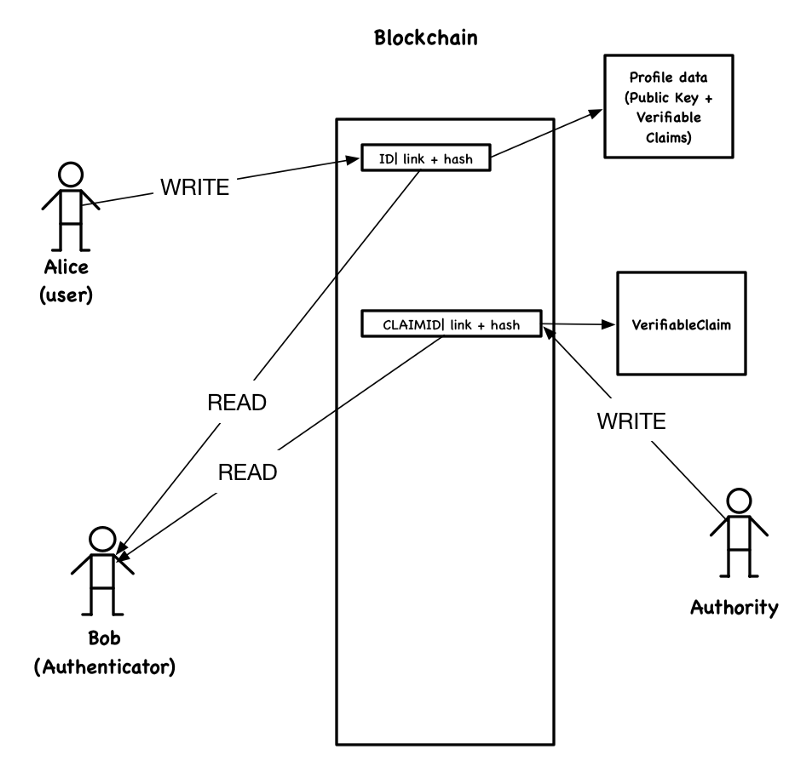 Blockchain
Profile data
(Public Key +
Verifiable
Claims)
ID| link + hash
WRITE
Alice
(user)
VerifiableClaim
CLAIMID| link + hash
READ
WRITE
READ
Bob
(Authenticator)
Authority